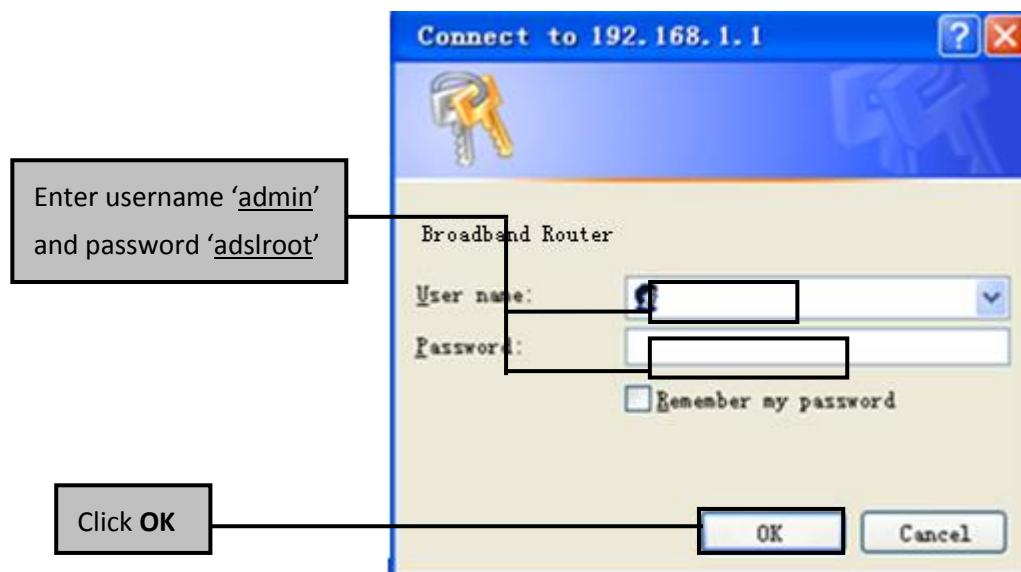 Connect to 192.168.1.1
Enter username ‘admin’
and password ‘adslroot’
Broadband Router
User name:
Password:
Remember my password
Click OK
OK
Cancel